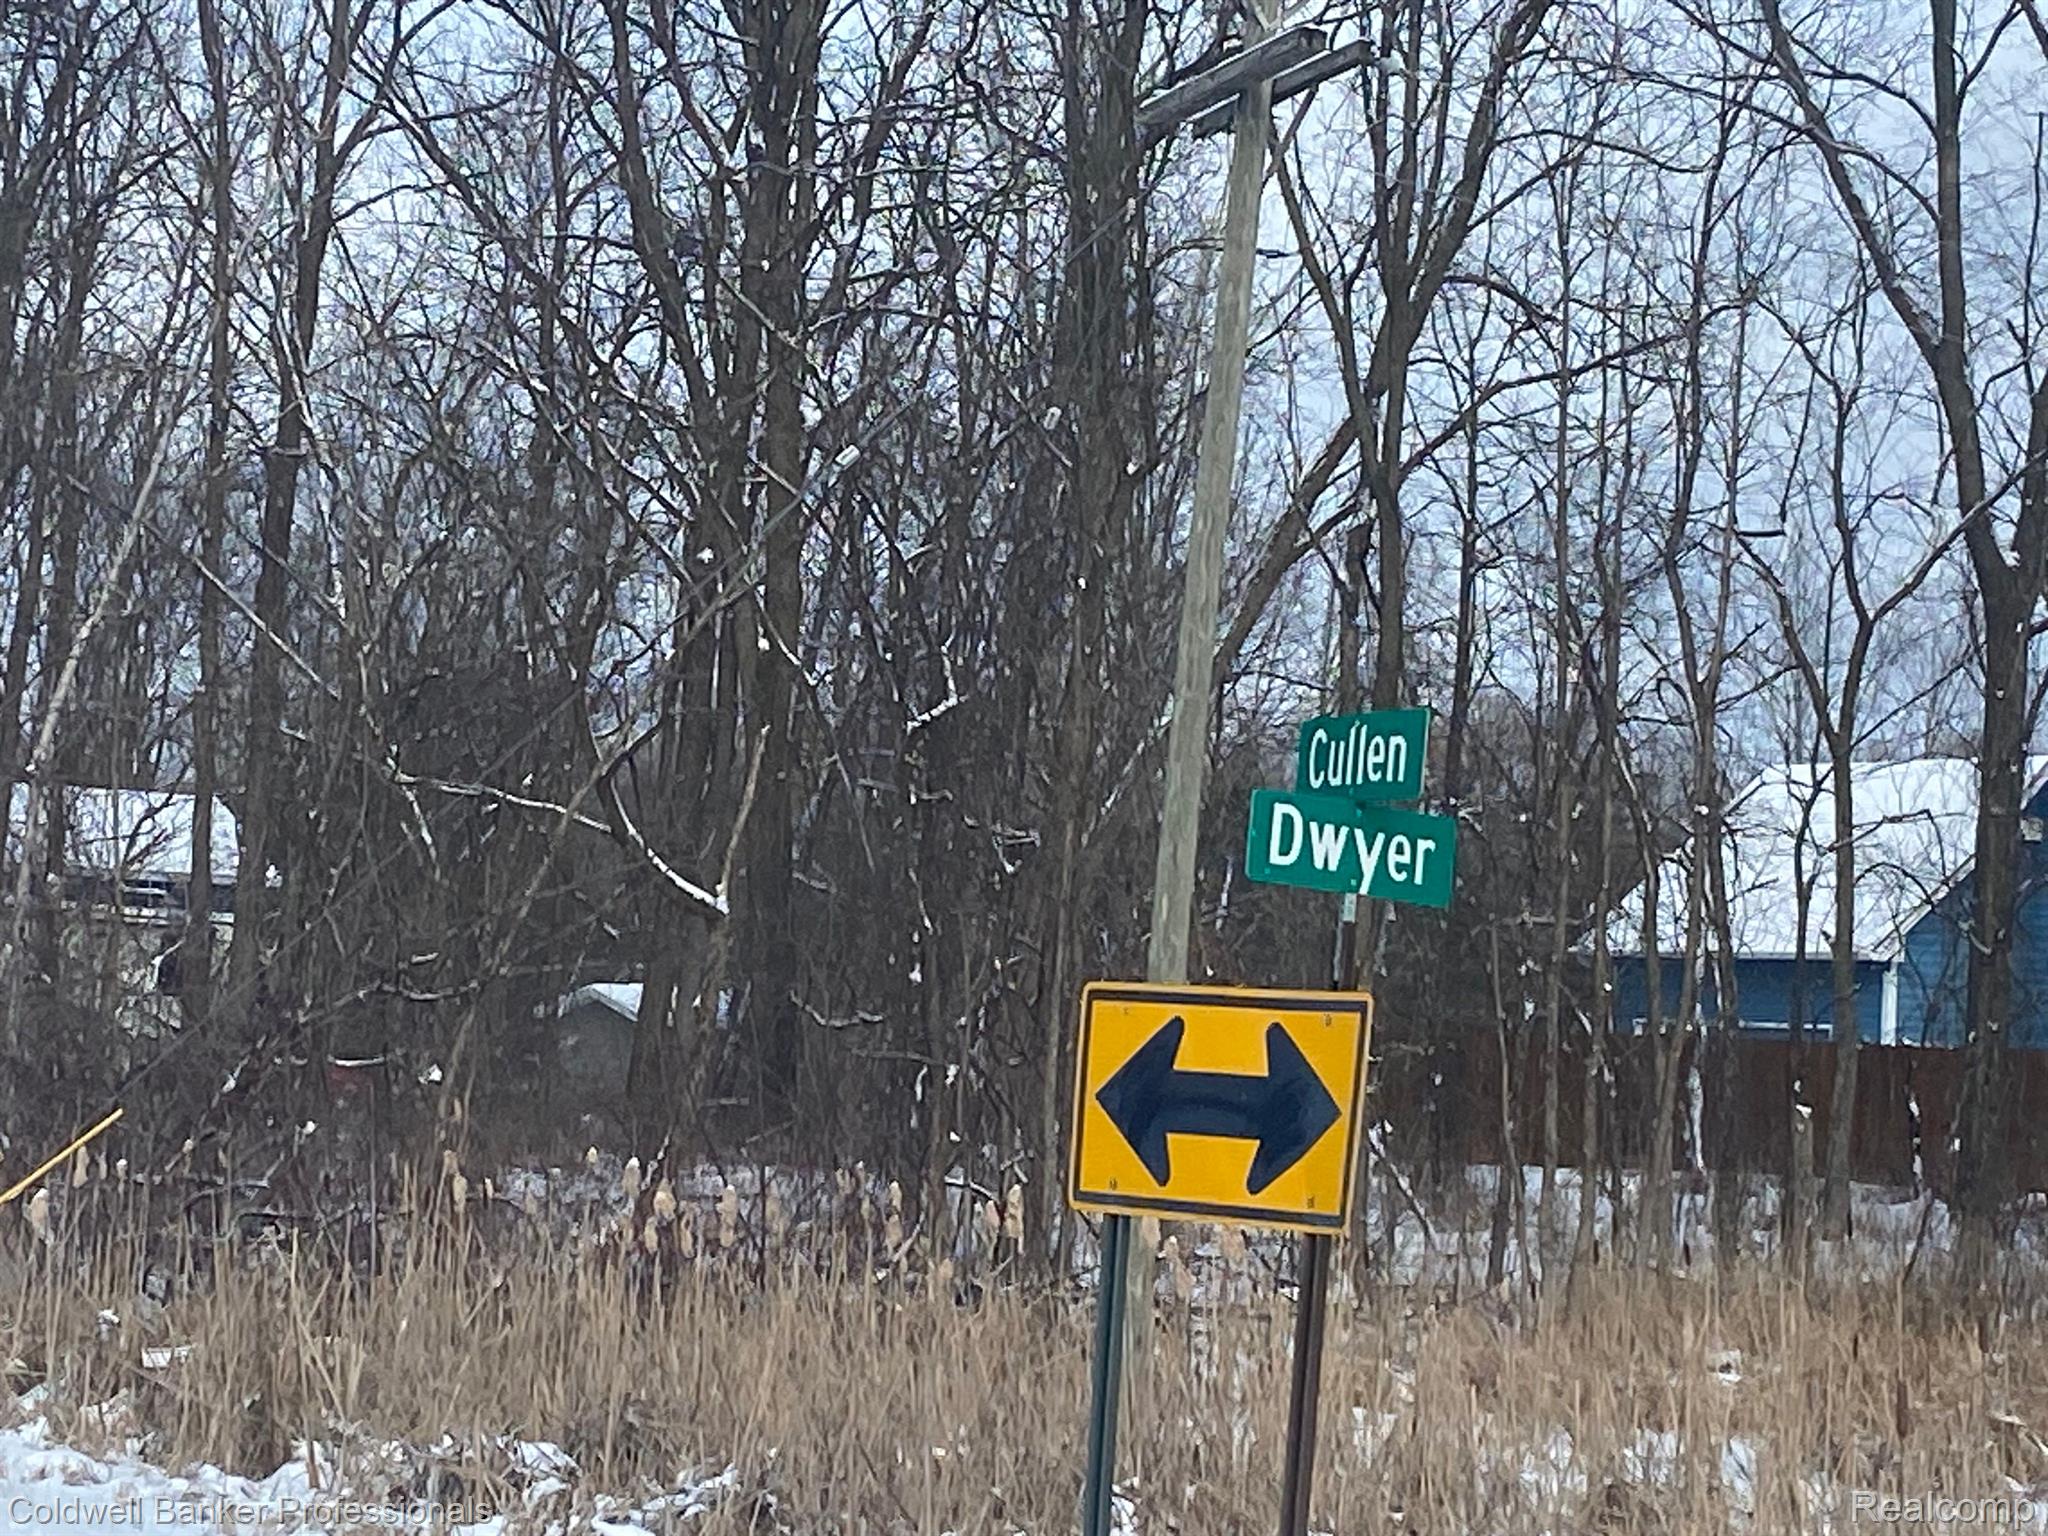 Cullen
Dwyer
Coldwell Banker Professionals
Realcomp